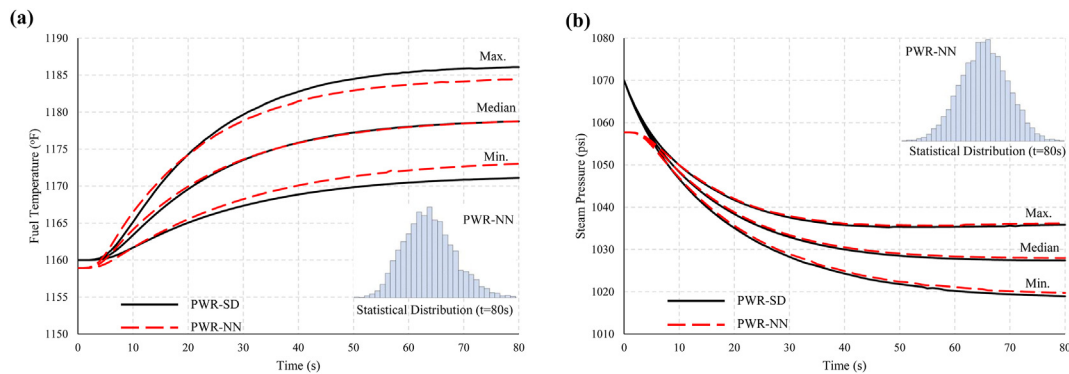 (a)
1190
1185
1180
1175
1170
1165
1160
1155
1150
Fuel Temperature (°F)
Max.
Median
Min.
PWR-NN
Statistical Distribution (t=80s)
PWR-SD
PWR-NN
0 10 20 30 40 50 60 70 80
Time (s)
(b)
1080
1070
1060
1050
1040
1030
1020
1010
Steam Pressure (psi)
PWR-NN
Statistical Distribution (t=80s)
Max.
Median
Min.
PWR-SD
PWR-NN
0 10 20 30 40 50 60 70 80
Time (s)